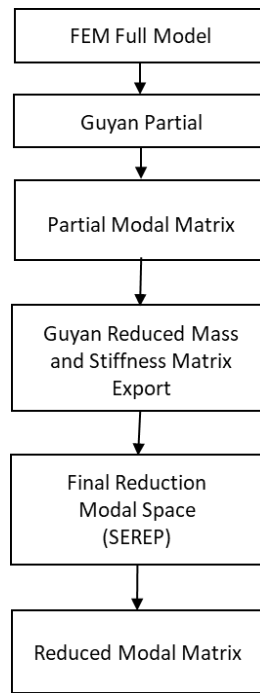 FEM Full Model
Guyan Partial
Partial Modal Matrix
Guyan Reduced Mass
and Stiffness Matrix
Export
Final Reduction
Modal Space
(SEREP)
Reduced Modal Matrix